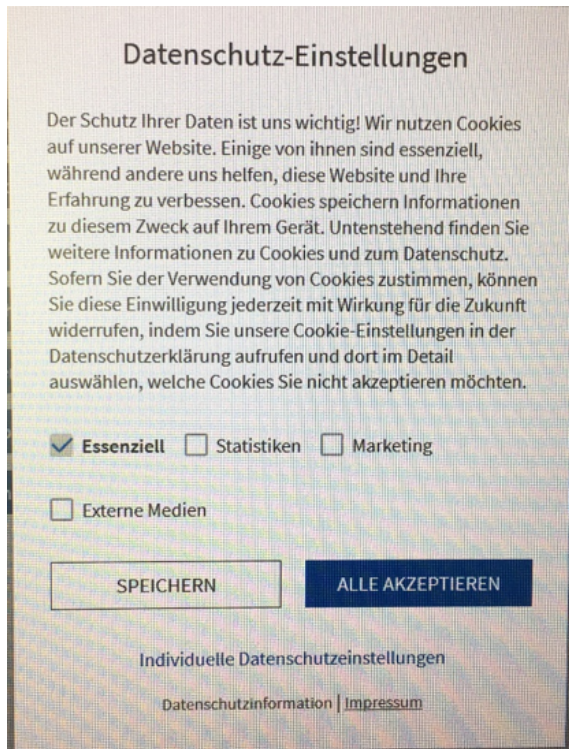 Datenschutz-Einstellungen
Der Schutz Ihrer Daten ist uns wichtig! Wir nutzen Cookies
auf unserer Website. Einige von ihnen sind essenziell,
während andere uns helfen, diese Website und Ihre
Erfahrung zu verbessen. Cookies speichern Informationen
zu diesem Zweck auf Ihrem Gerät. Untenstehend finden Sie
weitere Informationen zu Cookies und zum Datenschutz.
Sofern Sie der Verwendung von Cookies zustimmen, können
Sie diese Einwilligung jederzeit mit Wirkung für die Zukunft
widerrufen, indem Sie unsere Cookie-Einstellungen in der
Datenschutzerklärung aufrufen und dort im Detail
auswählen, welche Cookies Sie nicht akzeptieren möchten.
Essenziell Statistiken Marketing
Externe Medien
SPEICHERN ALLE AKZEPTIEREN
Individuelle Datenschutzeinstellungen
Datenschutzinformation | Impressum